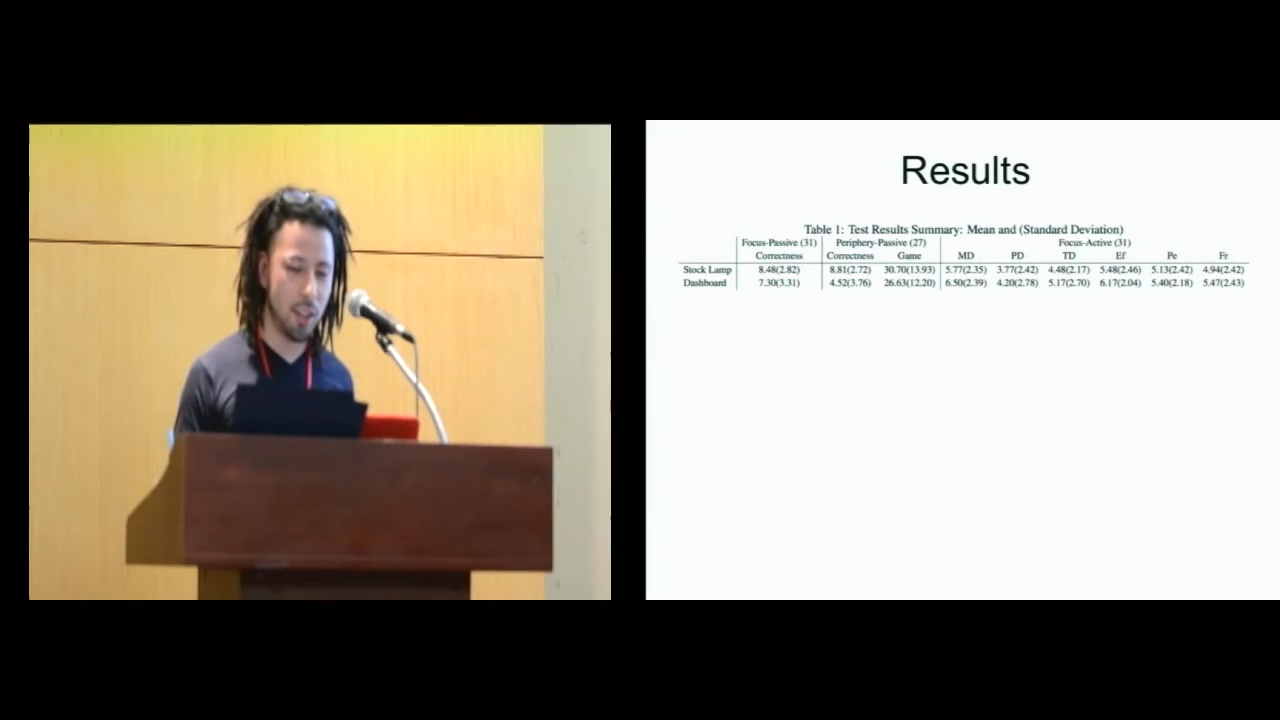 Results
Table 1: Test Results Summary: Mean and (Standard Deviation)
Focus-Passive (31) Periphery-Passive (27) Focus-Active (31)
Correctness Correctness Game MD PD TD Ef Pe Fr
Stock Lamp 8.48(2.82) 8.81(2.72) 30.70(13.93) 5.77(2.35) 3.77(2.42) 4.48(2.17) 5.48(2.46) 5.13(2.42) 4.94(2.42)
Dashboard 7.30(3.31) 4.52(3.76) 26.63(12.20) 6.50(2.39) 4.20(2.78) 5.17(2.70) 6.17(2.04) 5.40(2.18) 5.47(2.43)